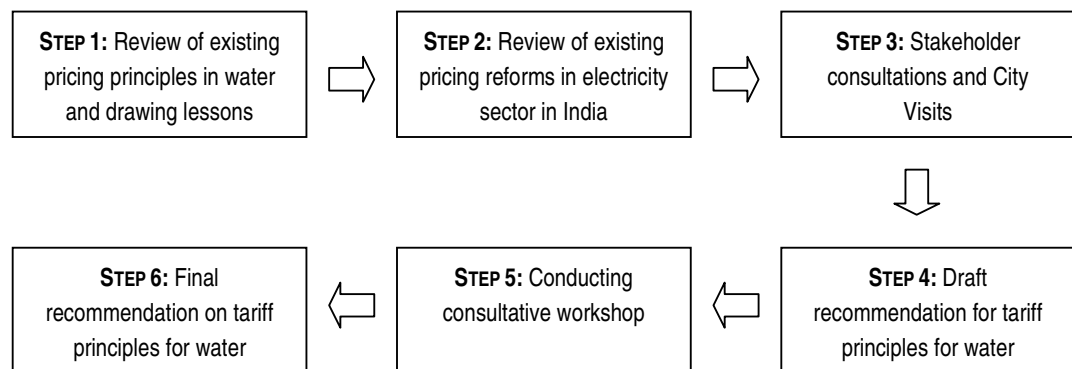 STEP 1: Review of existing
pricing principles in water
and drawing lessons
STEP 2: Review of existing
pricing reforms in electricity
sector in India
STEP 3: Stakeholder
consultations and City
Visits
STEP 4: Draft
recommendation for tariff
principles for water
STEP 5: Conducting
consultative workshop
STEP 6: Final
recommendation on tariff
principles for water